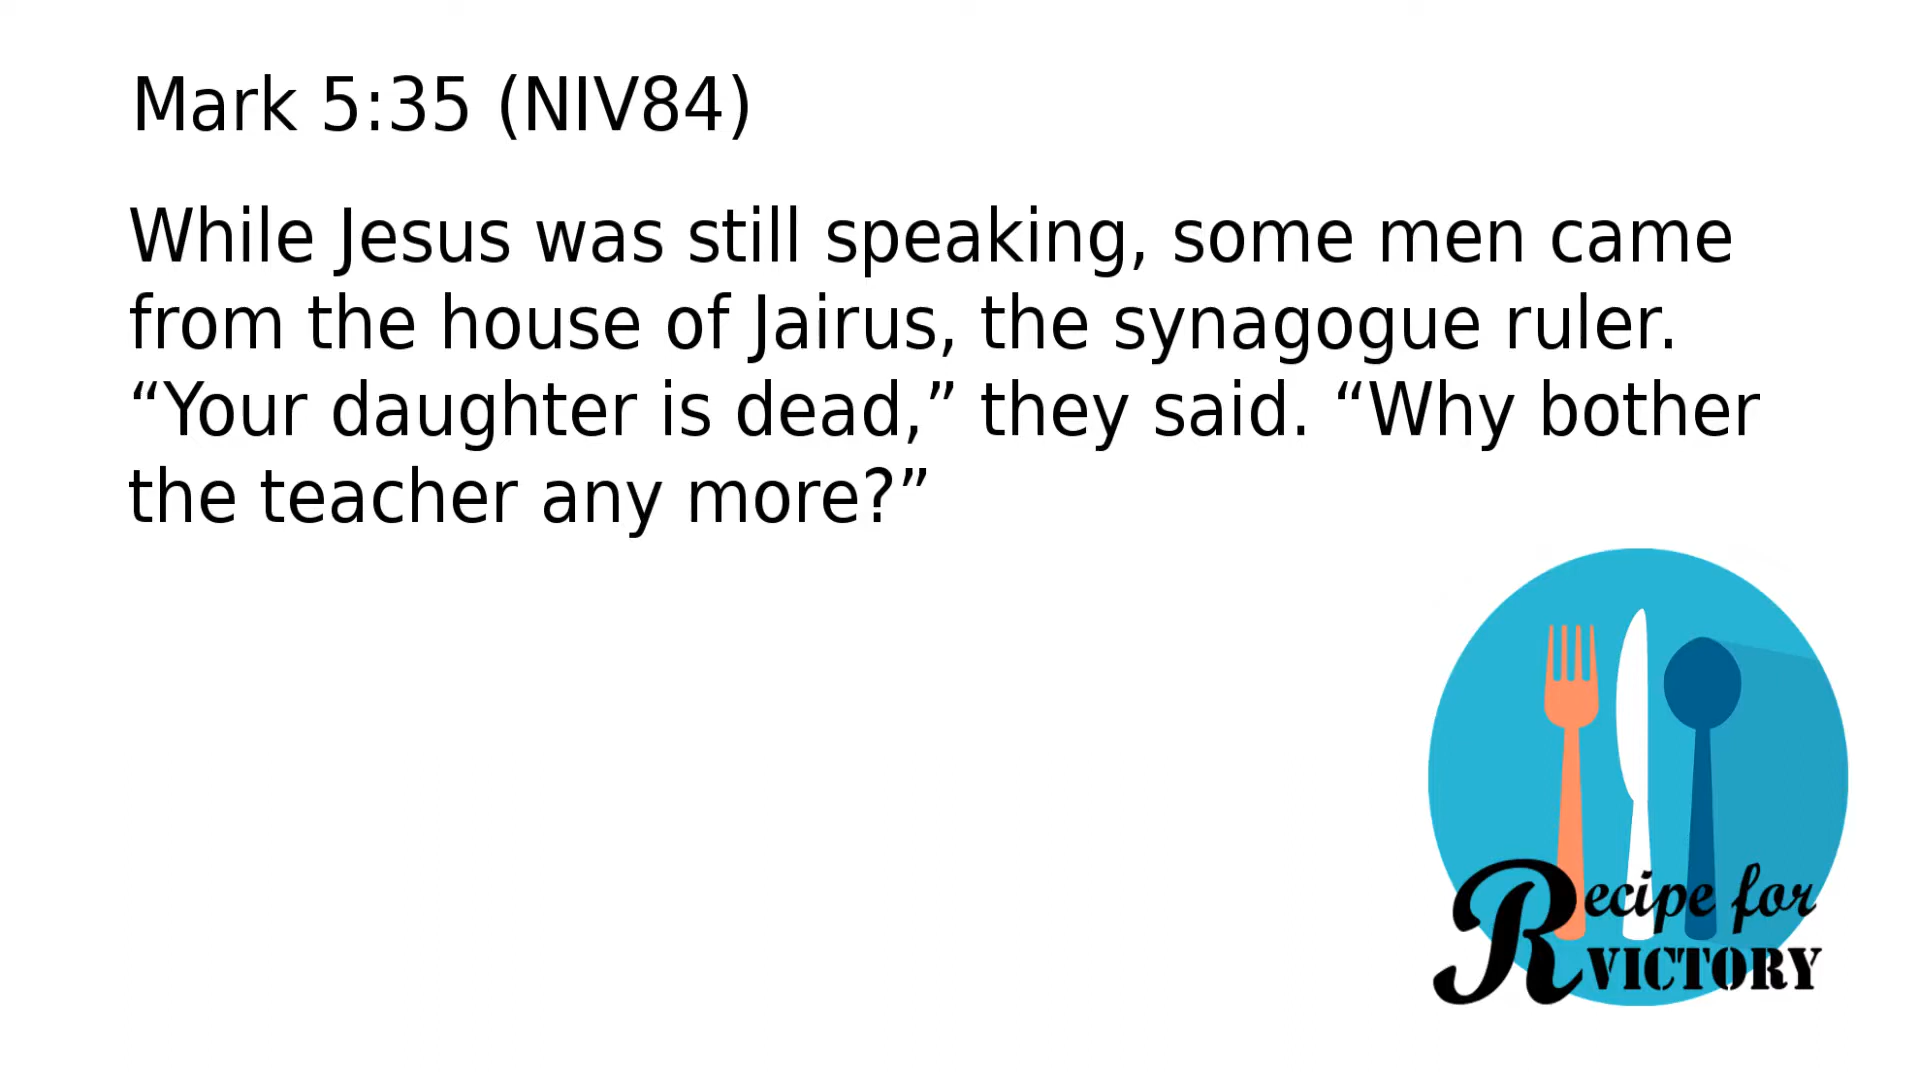 Mark 5:35 (NIV84)
While Jesus was still speaking, some men came
from the house of Jairus, the synagogue ruler.
“Your daughter is dead,” they said. “Why bother
the teacher any more?”
Recipe for
VICTORY